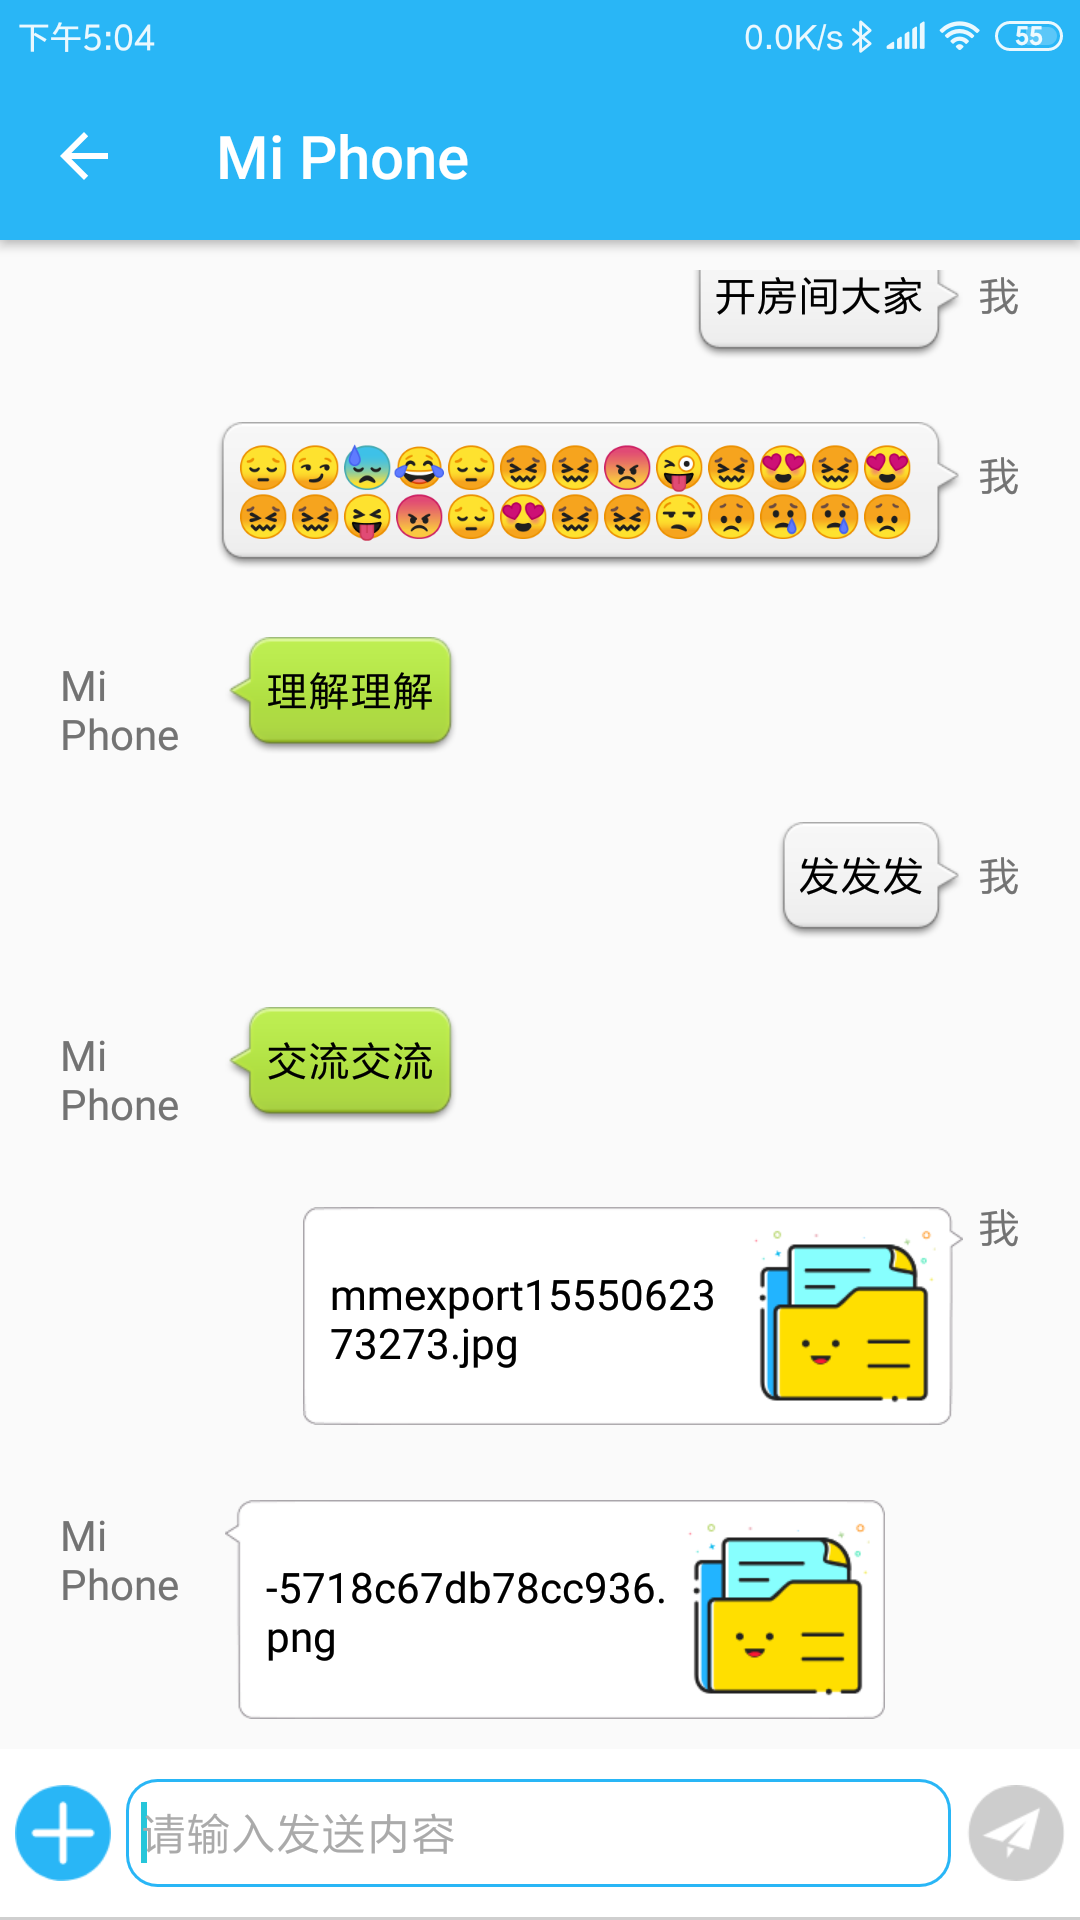 下午5:04 0.0K/s 55
Mi Phone
开房间大家 我
😔😏😓😂😔😖😖😡😜😖😍😖😍 我
😖😖😝😡😔😍😖😖😒😞😢😢😞
Mi
Phone
理解理解
发发发 我
Mi
Phone
交流交流
我
mmexport15550623
73273.jpg
Mi
Phone
-5718c67db78cc936.
png
请输入发送内容